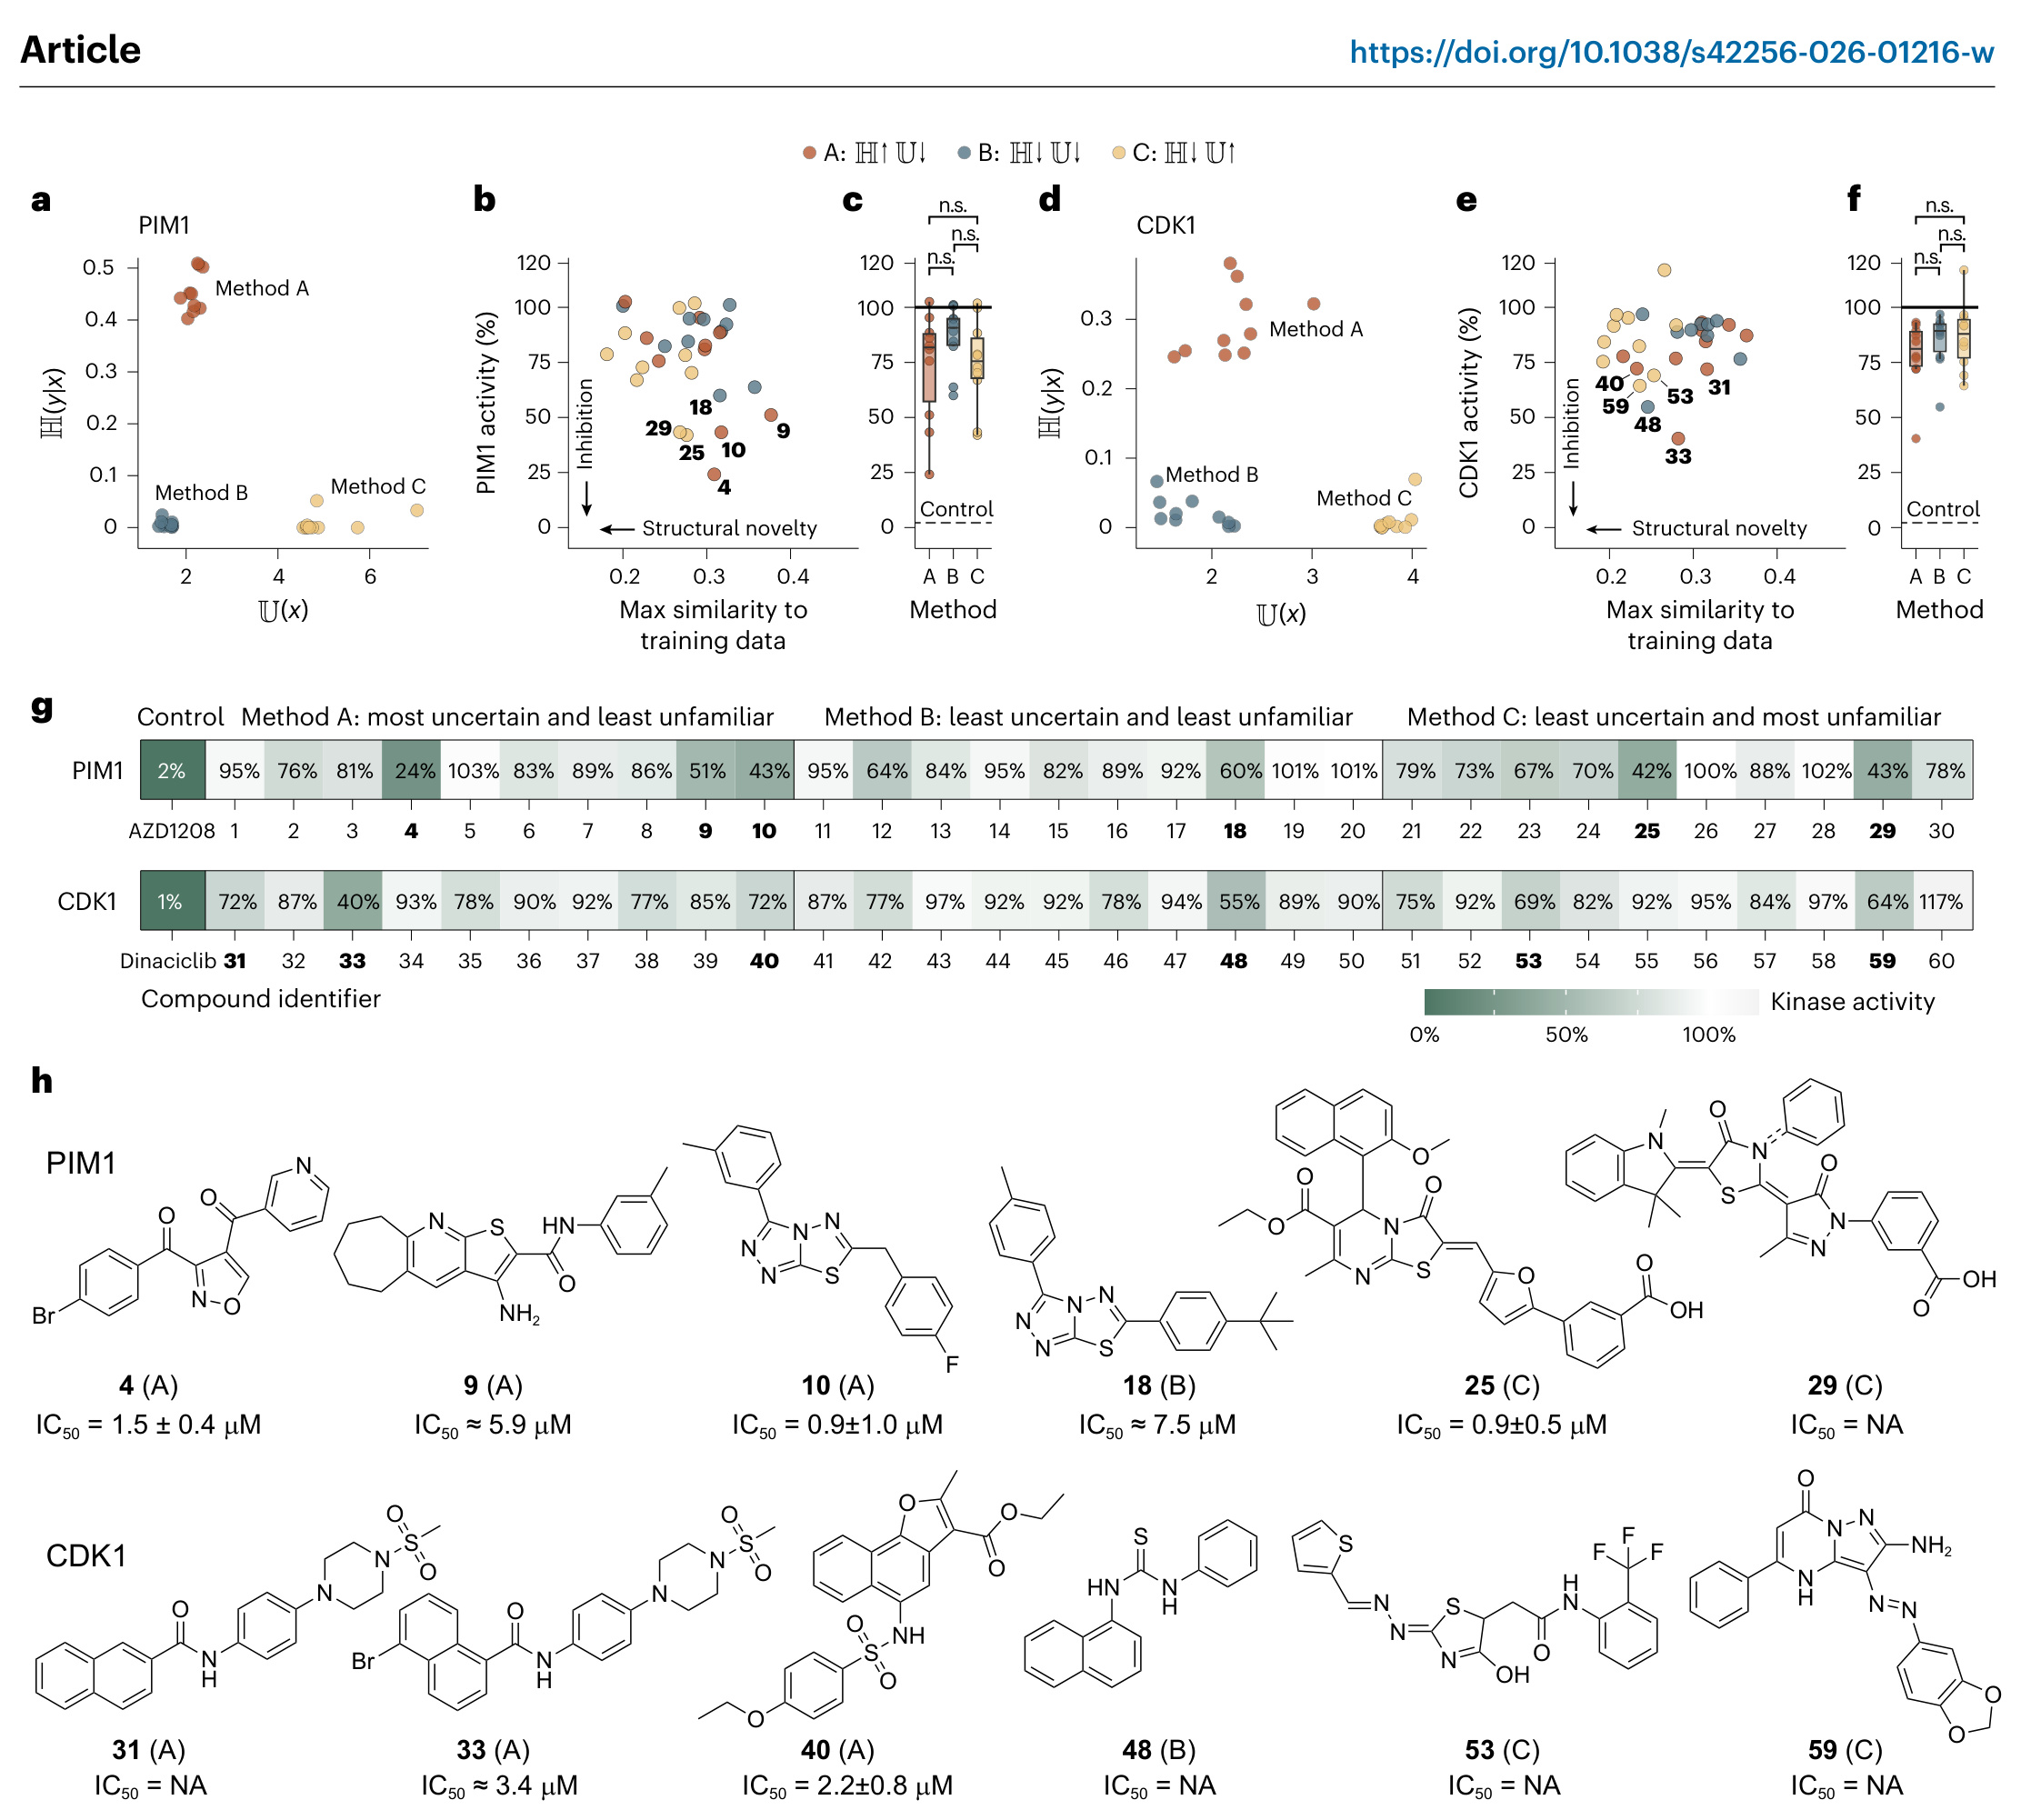 Article
https://doi.org/10.1038/s42256-026-01216-w
A: ℍ↑ 𝕌↓ B: ℍ↓ 𝕌↓ C: ℍ↓ 𝕌↑
a
PIM1
0.5
0.4
0.3
0.2
0.1
0
ℍ(y|x)
Method A
Method B
Method C
2 4 6
𝕌(x)
b
PIM1 activity (%)
120
100
75
50
25
0
Inhibition
Structural novelty
18
29
25
10
9
4
0.2 0.3 0.4
Max similarity to
training data
c
n.s.
n.s.
n.s.
120
100
75
50
25
0
Control
A B C
Method
d
CDK1
ℍ(y|x)
0.3
0.2
0.1
0
Method A
Method B
Method C
2 3 4
𝕌(x)
e
CDK1 activity (%)
120
100
75
50
25
0
Inhibition
Structural novelty
40
59
53
31
48
33
0.2 0.3 0.4
Max similarity to
training data
f
n.s.
n.s.
n.s.
120
100
75
50
25
0
Control
A B C
Method
g
Control Method A: most uncertain and least unfamiliar Method B: least uncertain and least unfamiliar Method C: least uncertain and most unfamiliar
PIM1 2% 95% 76% 81% 24% 103% 83% 89% 86% 51% 43% 95% 64% 84% 95% 82% 89% 92% 60% 101% 101% 79% 73% 67% 70% 42% 100% 88% 102% 43% 78%
AZD1208 1 2 3 4 5 6 7 8 9 10 11 12 13 14 15 16 17 18 19 20 21 22 23 24 25 26 27 28 29 30
CDK1 1% 72% 87% 40% 93% 78% 90% 92% 77% 85% 72% 87% 77% 97% 92% 92% 78% 94% 55% 89% 90% 75% 92% 69% 82% 92% 95% 84% 97% 64% 117%
Dinaciclib 31 32 33 34 35 36 37 38 39 40 41 42 43 44 45 46 47 48 49 50 51 52 53 54 55 56 57 58 59 60
Compound identifier
Kinase activity
0% 50% 100%
h
PIM1
Br O O N N O
N S HN O NH₂
N N N N S F
N N N N S
O O O O N N S O O OH
N O N S O N N O OH
4 (A) 9 (A) 10 (A) 18 (B) 25 (C) 29 (C)
IC₅₀ = 1.5 ± 0.4 μM IC₅₀ ≈ 5.9 μM IC₅₀ = 0.9±1.0 μM IC₅₀ ≈ 7.5 μM IC₅₀ = 0.9±0.5 μM IC₅₀ = NA
CDK1
O N H N N S O O
Br O N H N N S O O
O O O NH S O O O
S HN N H
S N N S N OH O H N F F F
O N N NH₂ N H N=N O O
31 (A) 33 (A) 40 (A) 48 (B) 53 (C) 59 (C)
IC₅₀ = NA IC₅₀ ≈ 3.4 μM IC₅₀ = 2.2±0.8 μM IC₅₀ = NA IC₅₀ = NA IC₅₀ = NA